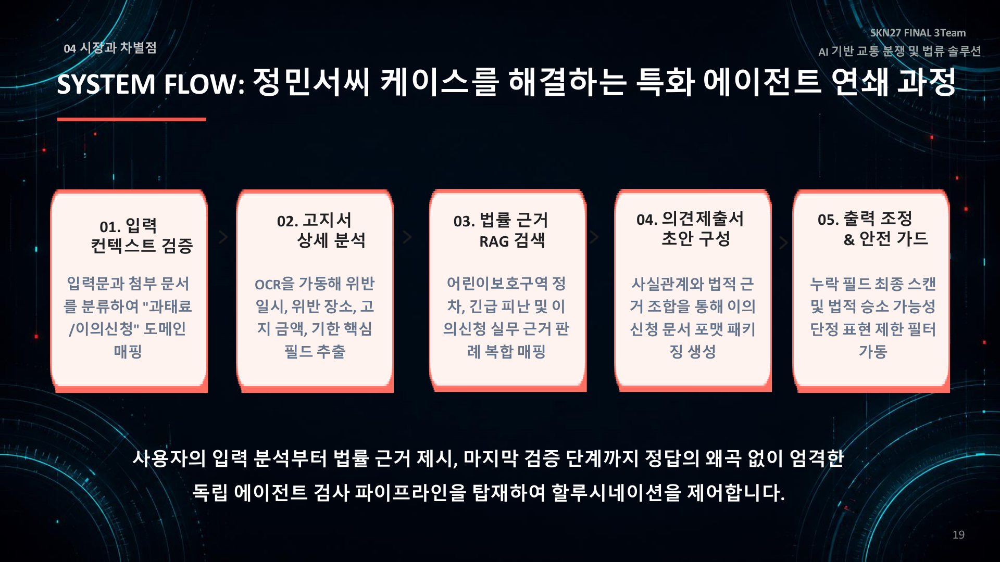 04 시장과 차별점
SKN27 FINAL 3Team
AI 기반 교통 분쟁 및 법류 솔루션
SYSTEM FLOW: 정민서씨 케이스를 해결하는 특화 에이전트 연쇄 과정
01. 입력
컨텍스트 검증
입력문과 첨부 문서
를 분류하여 "과태료
/이의신청" 도메인
매핑
02. 고지서
상세 분석
OCR을 가동해 위반
일시, 위반 장소, 고
지 금액, 기한 핵심
필드 추출
03. 법률 근거
RAG 검색
어린이보호구역 정
차, 긴급 피난 및 이
의신청 실무 근거 판
례 복합 매핑
04. 의견제출서
초안 구성
사실관계와 법적 근
거 조합을 통해 이의
신청 문서 포맷 패키
징 생성
05. 출력 조정
& 안전 가드
누락 필드 최종 스캔
및 법적 승소 가능성
단정 표현 제한 필터
가동
사용자의 입력 분석부터 법률 근거 제시, 마지막 검증 단계까지 정답의 왜곡 없이 엄격한
독립 에이전트 검사 파이프라인을 탑재하여 할루시네이션을 제어합니다.
19